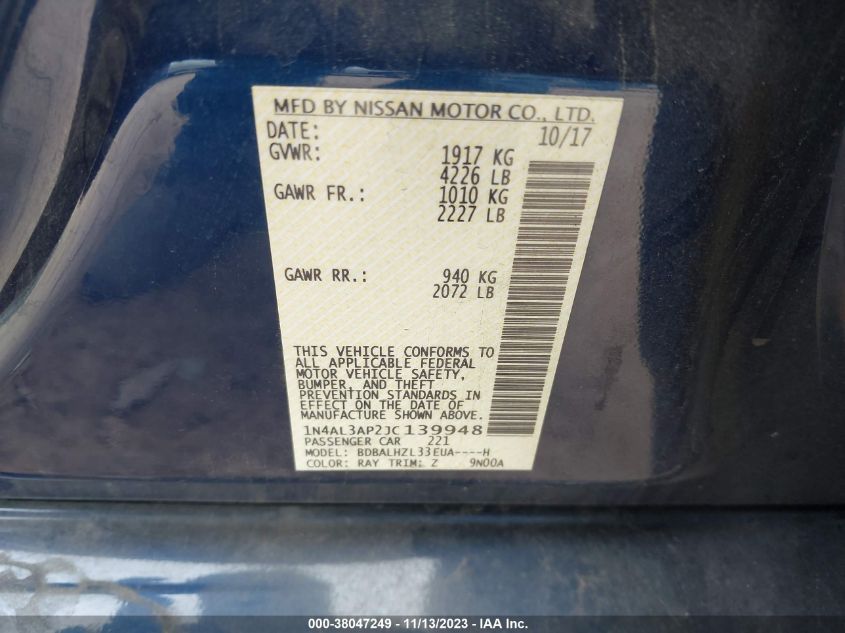 MFD BY NISSAN MOTOR CO., LTD.
DATE: 10/17
GVWR: 1917 KG
4226 LB
GAWR FR.: 1010 KG
2227 LB
GAWR RR.: 940 KG
2072 LB
THIS VEHICLE CONFORMS TO
ALL APPLICABLE FEDERAL
MOTOR VEHICLE SAFETY,
BUMPER, AND THEFT
PREVENTION STANDARDS IN
EFFECT ON THE DATE OF
MANUFACTURE SHOWN ABOVE.
1N4AL3AP2JC139948
PASSENGER CAR 221
MODEL: BDBALHZL33EUA----H
COLOR: RAY TRIM: Z 9N00A
000-38047249 - 11/13/2023 - IAA Inc.